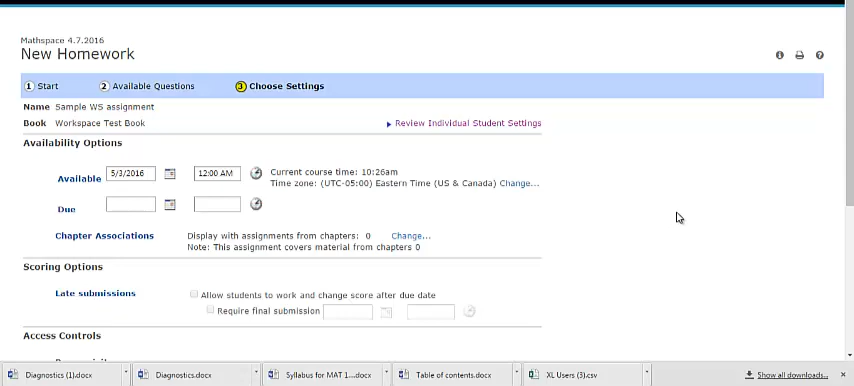 Mathspace 4.7.2016
New Homework
1 Start 2 Available Questions 3 Choose Settings
Name Sample WS assignment
Book Workspace Test Book Review Individual Student Settings
Availability Options
Available 5/3/2016 12:00 AM Current course time: 10:26am
Time zone: (UTC-05:00) Eastern Time (US & Canada) Change...
Due
Chapter Associations Display with assignments from chapters: 0 Change...
Note: This assignment covers material from chapters 0
Scoring Options
Late submissions Allow students to work and change score after due date
Require final submission
Access Controls
Diagnostics (1).docx Diagnostics.docx Syllabus for MAT 1....docx Table of contents.docx XL Users (3).csv Show all downloads...